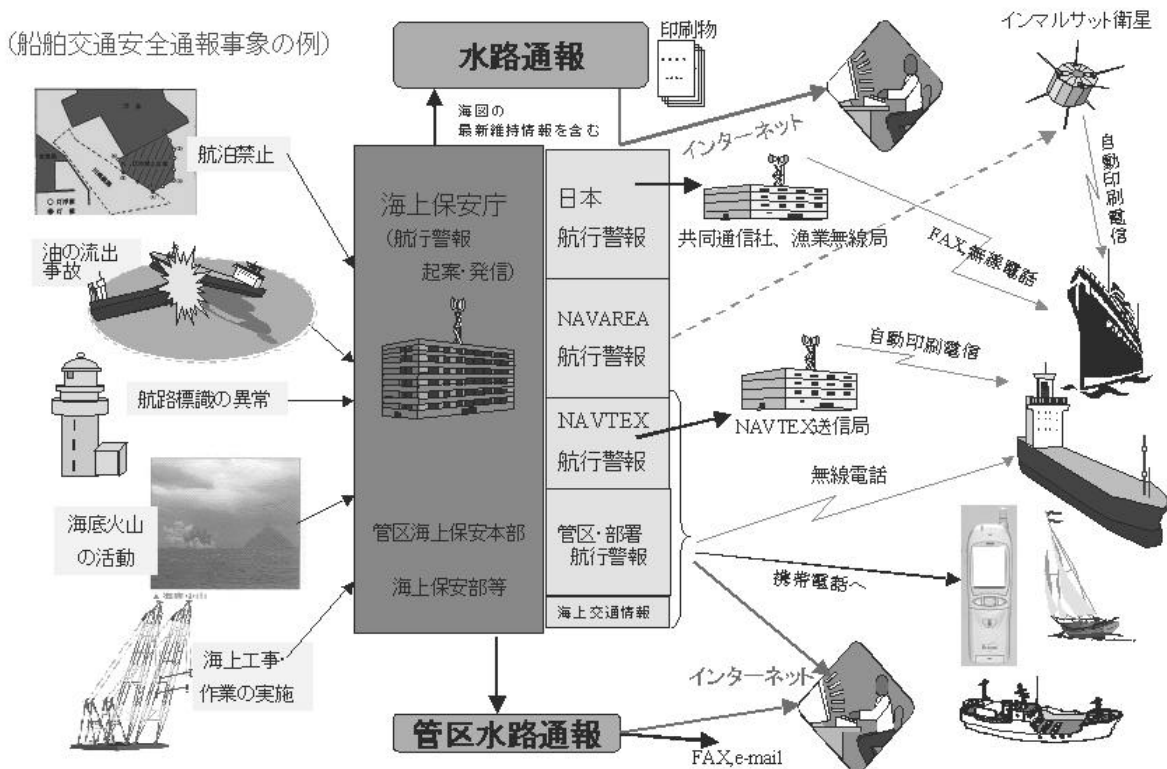 (船舶交通安全通報事象の例)
水路通報
印刷物
インマルサット衛星
海図の
最新維持情報を含む
インターネット
航泊禁止
海上保安庁
(航行警報
起案・発信)
日本
航行警報
共同通信社、漁業無線局
自動印刷電信
FAX,無線電話
油の流出
事故
NAVAREA
航行警報
自動印刷電信
航路標識の異常
NAVTEX
航行警報
NAVTEX送信局
無線電話
海底火山
の活動
管区海上保安本部
管区・部署
航行警報
携帯電話へ
海上保安部等
海上交通情報
海上工事・
作業の実施
インターネット
管区水路通報
FAX,e-mail